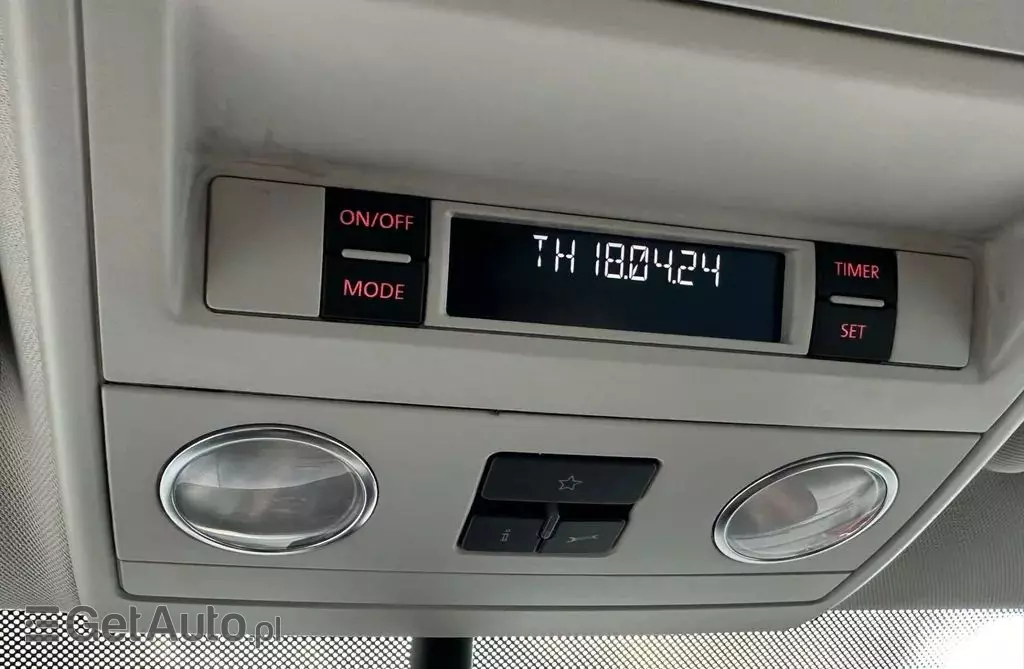 ON/OFF
MODE
TH 18.04.24
TIMER
SET
i
GetAuto.pl